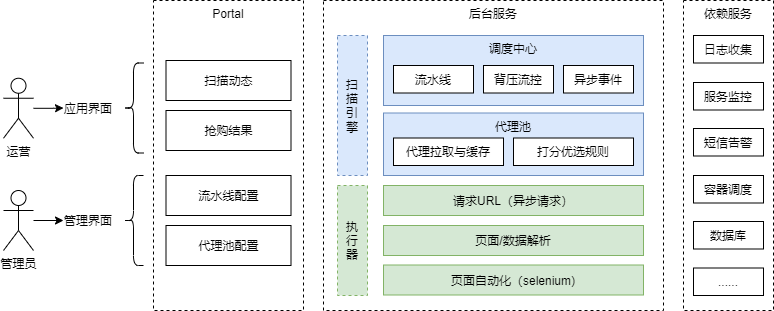 Portal
后台服务
依赖服务
运营
应用界面
扫描动态
抢购结果
管理员
管理界面
流水线配置
代理池配置
扫描引擎
调度中心
流水线
背压流控
异步事件
代理池
代理拉取与缓存
打分优选规则
执行器
请求URL（异步请求）
页面/数据解析
页面自动化（selenium）
日志收集
服务监控
短信告警
容器调度
数据库
......